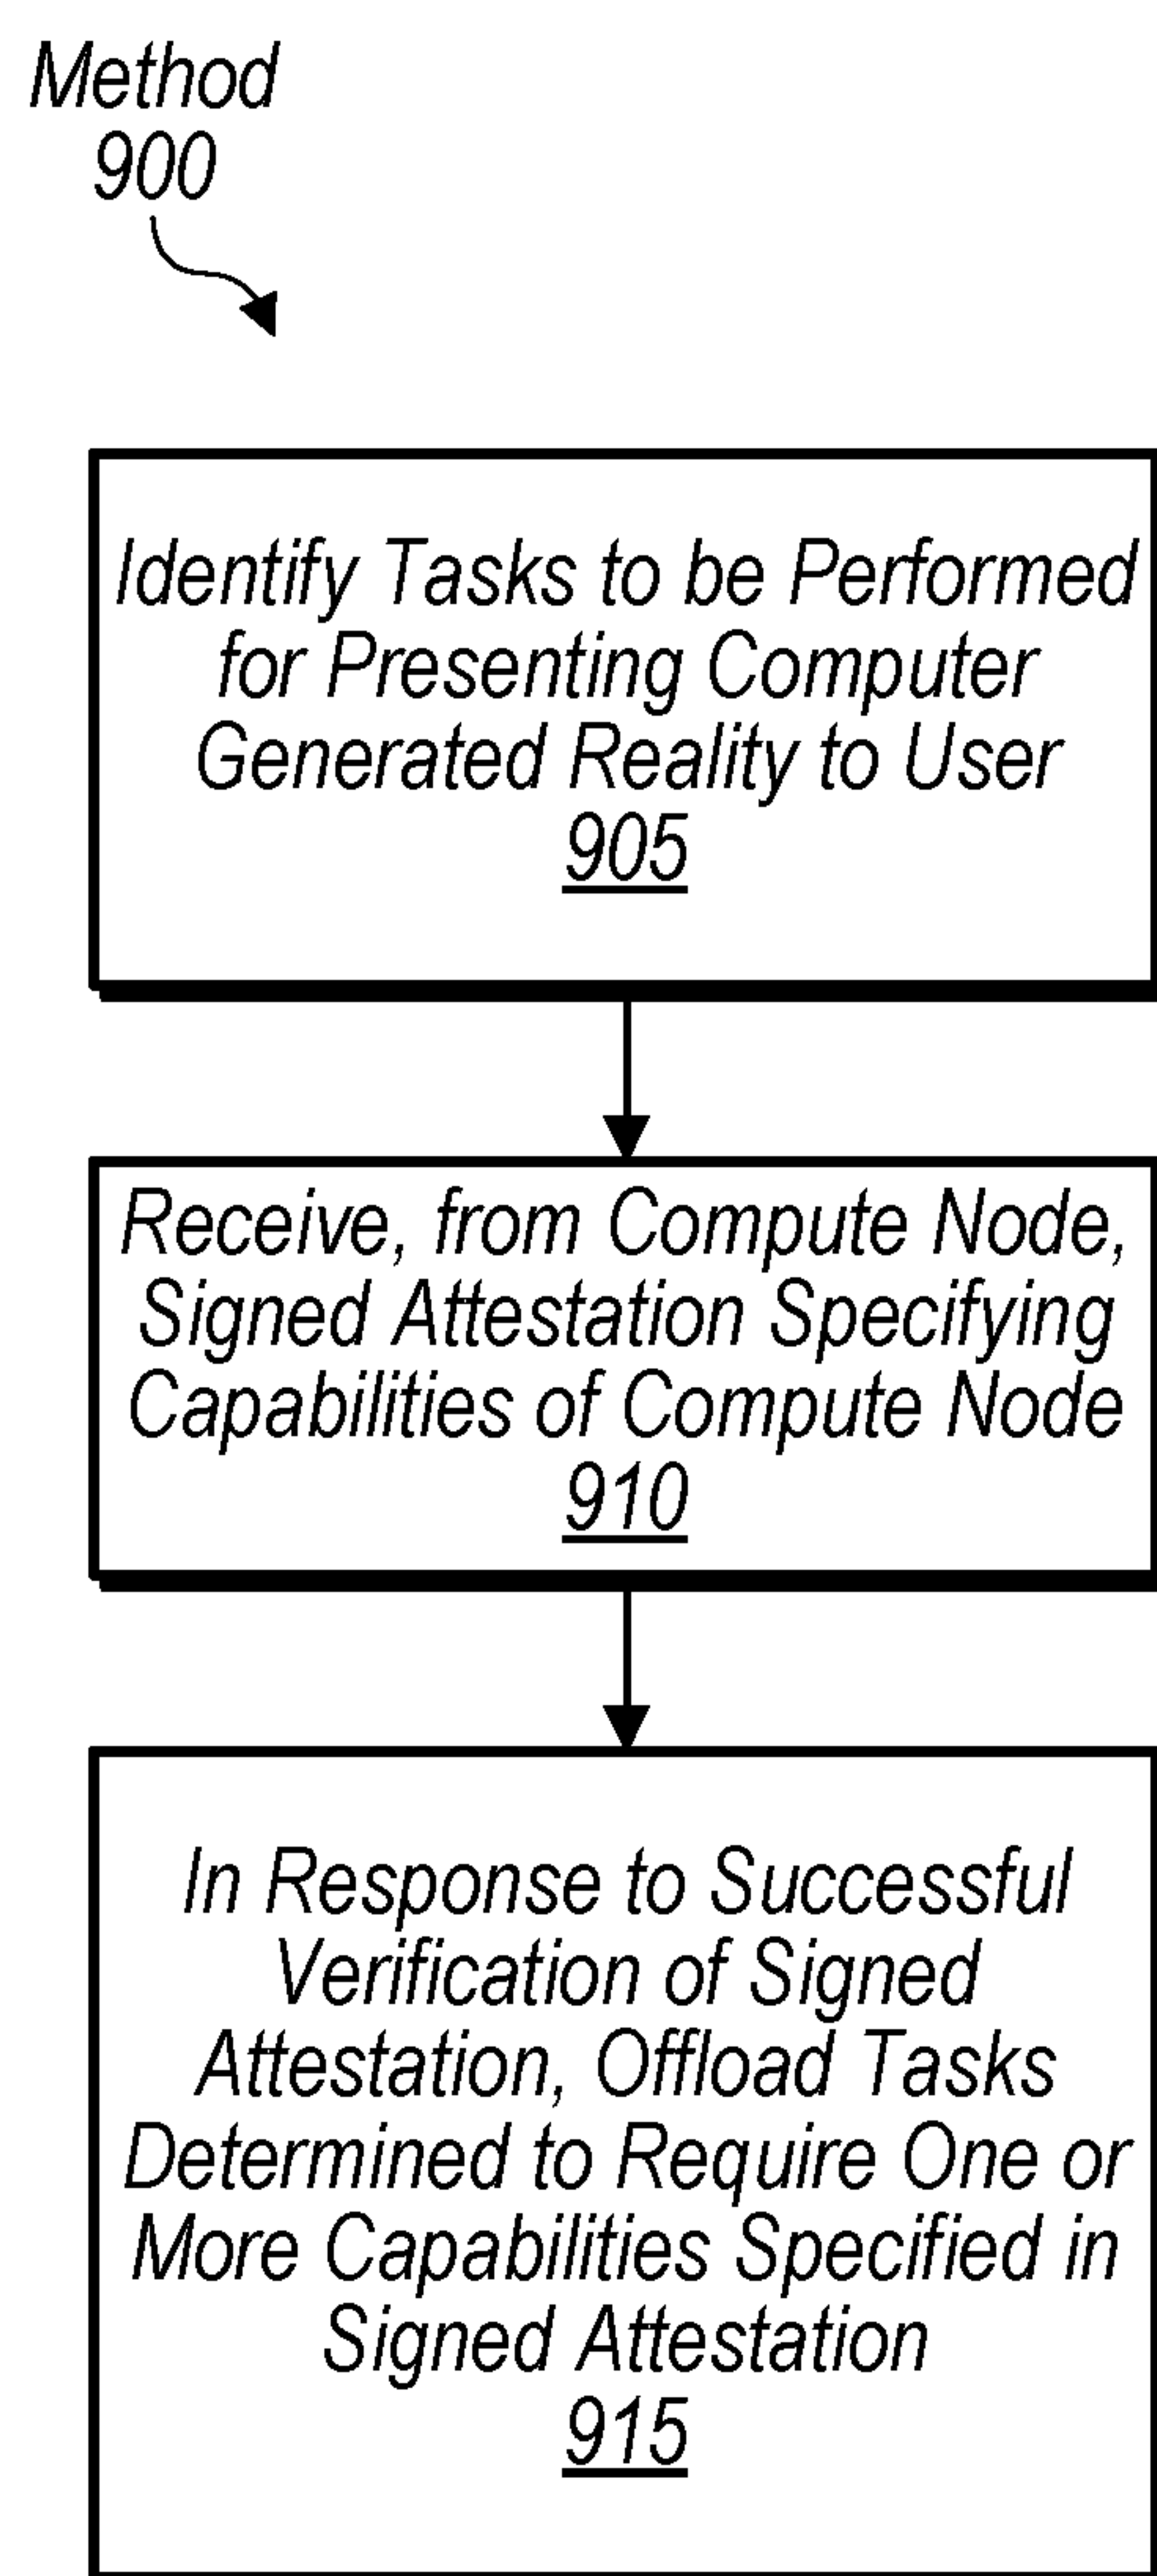 Method
900
Identify Tasks to be Performed
for Presenting Computer
Generated Reality to User
905
Receive, from Compute Node,
Signed Attestation Specifying
Capabilities of Compute Node
910
In Response to Successful
Verification of Signed
Attestation, Offload Tasks
Determined to Require One or
More Capabilities Specified in
Signed Attestation
915